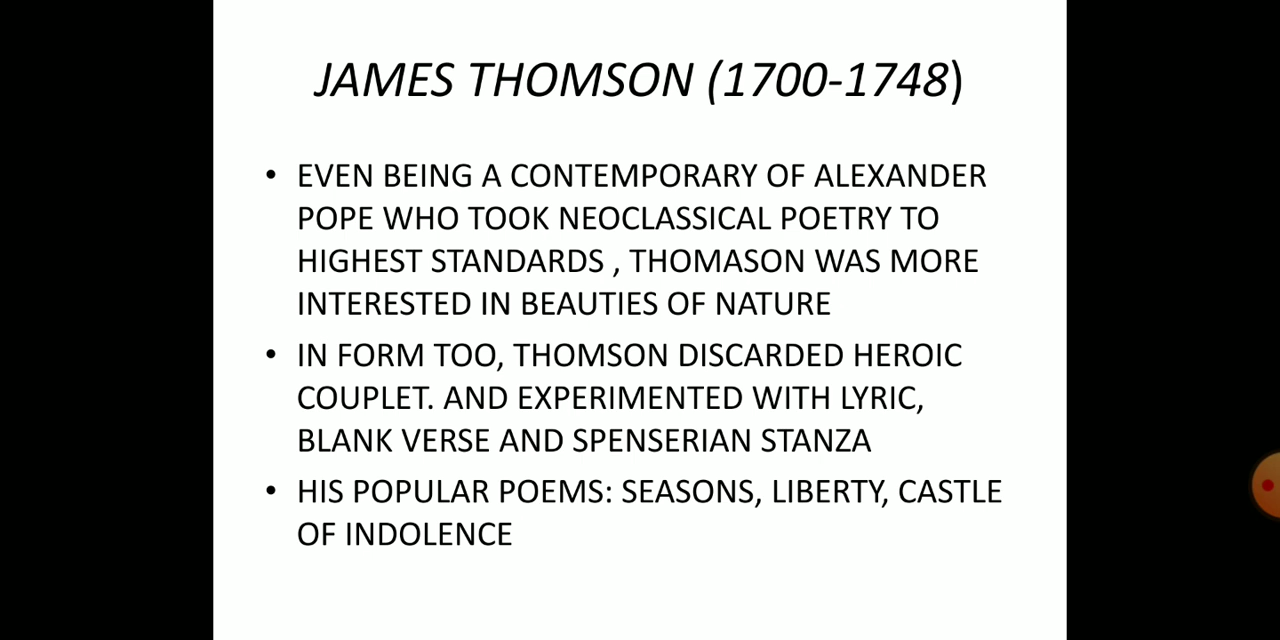 JAMES THOMSON (1700-1748)
• EVEN BEING A CONTEMPORARY OF ALEXANDER
POPE WHO TOOK NEOCLASSICAL POETRY TO
HIGHEST STANDARDS , THOMASON WAS MORE
INTERESTED IN BEAUTIES OF NATURE
• IN FORM TOO, THOMSON DISCARDED HEROIC
COUPLET. AND EXPERIMENTED WITH LYRIC,
BLANK VERSE AND SPENSERIAN STANZA
• HIS POPULAR POEMS: SEASONS, LIBERTY, CASTLE
OF INDOLENCE